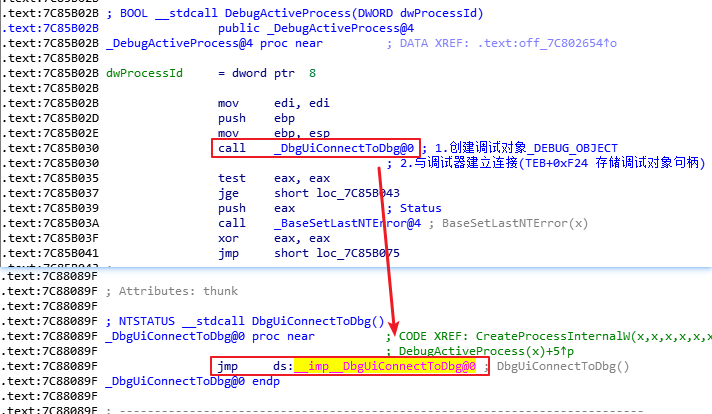 .text:7C85B02B
.text:7C85B02B ; BOOL __stdcall DebugActiveProcess(DWORD dwProcessId)
.text:7C85B02B public _DebugActiveProcess@4
.text:7C85B02B _DebugActiveProcess@4 proc near ; DATA XREF: .text:off_7C802654↑o
.text:7C85B02B
.text:7C85B02B dwProcessId = dword ptr 8
.text:7C85B02B
.text:7C85B02B mov edi, edi
.text:7C85B02D push ebp
.text:7C85B02E mov ebp, esp
.text:7C85B030 call _DbgUiConnectToDbg@0 ; 1.创建调试对象_DEBUG_OBJECT
.text:7C85B030 ; 2.与调试器建立连接(TEB+0xF24 存储调试对象句柄)
.text:7C85B035 test eax, eax
.text:7C85B037 jge short loc_7C85B043
.text:7C85B039 push eax ; Status
.text:7C85B03A call _BaseSetLastNTError@4 ; BaseSetLastNTError(x)
.text:7C85B03F xor eax, eax
.text:7C85B041 jmp short loc_7C85B075
.text:7C88089F
.text:7C88089F ; Attributes: thunk
.text:7C88089F
.text:7C88089F ; NTSTATUS __stdcall DbgUiConnectToDbg()
.text:7C88089F _DbgUiConnectToDbg@0 proc near ; CODE XREF: CreateProcessInternalW(x,x,x,x,x,x
.text:7C88089F ; DebugActiveProcess(x)+5↑p
.text:7C88089F jmp ds:__imp__DbgUiConnectToDbg@0 ; DbgUiConnectToDbg()
.text:7C88089F _DbgUiConnectToDbg@0 endp
.text:7C88089F